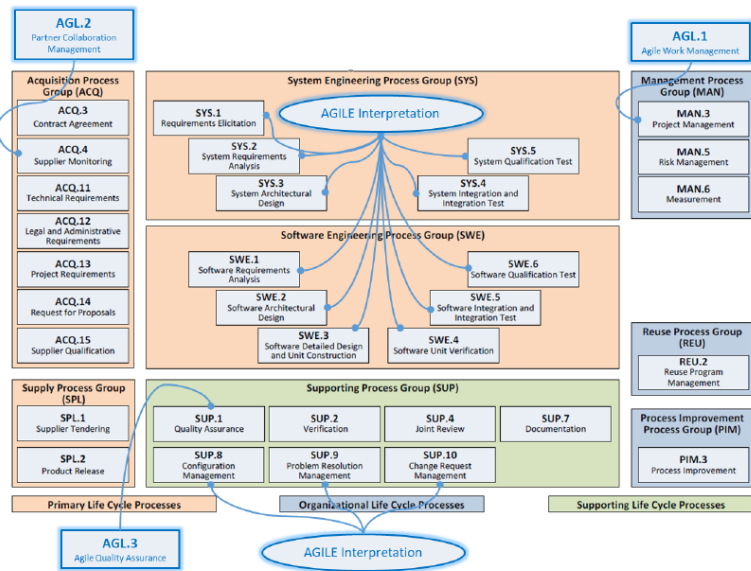 AGL.2
Partner Collaboration
Management
AGL.1
Agile Work Management
Acquisition Process
Group (ACQ)
ACQ.3
Contract Agreement
ACQ.4
Supplier Monitoring
ACQ.11
Technical Requirements
ACQ.12
Legal and Administrative
Requirements
ACQ.13
Project Requirements
ACQ.14
Request for Proposals
ACQ.15
Supplier Qualification
System Engineering Process Group (SYS)
AGILE Interpretation
SYS.1
Requirements Elicitation
SYS.2
System Requirements
Analysis
SYS.3
System Architectural
Design
SYS.5
System Qualification Test
SYS.4
System Integration and
Integration Test
Management Process
Group (MAN)
MAN.3
Project Management
MAN.5
Risk Management
MAN.6
Measurement
Software Engineering Process Group (SWE)
SWE.1
Software Requirements
Analysis
SWE.2
Software Architectural
Design
SWE.3
Software Detailed Design
and Unit Construction
SWE.6
Software Qualification Test
SWE.5
Software Integration and
Integration Test
SWE.4
Software Unit Verification
Reuse Process Group
(REU)
REU.2
Reuse Program
Management
Supply Process Group
(SPL)
SPL.1
Supplier Tendering
SPL.2
Product Release
Supporting Process Group (SUP)
SUP.1
Quality Assurance
SUP.2
Verification
SUP.4
Joint Review
SUP.7
Documentation
SUP.8
Configuration
Management
SUP.9
Problem Resolution
Management
SUP.10
Change Request
Management
Process Improvement
Process Group (PIM)
PIM.3
Process Improvement
Primary Life Cycle Processes
Organizational Life Cycle Processes
Supporting Life Cycle Processes
AGL.3
Agile Quality Assurance
AGILE Interpretation